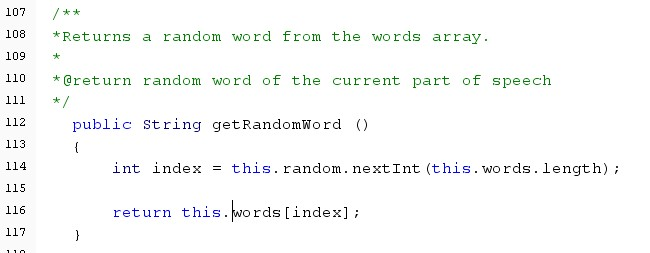 107 /**
108 *Returns a random word from the words array.
109 *
110 *@return random word of the current part of speech
111 */
112 public String getRandomWord ()
113 {
114 int index = this.random.nextInt(this.words.length);
115
116 return this.words[index];
117 }